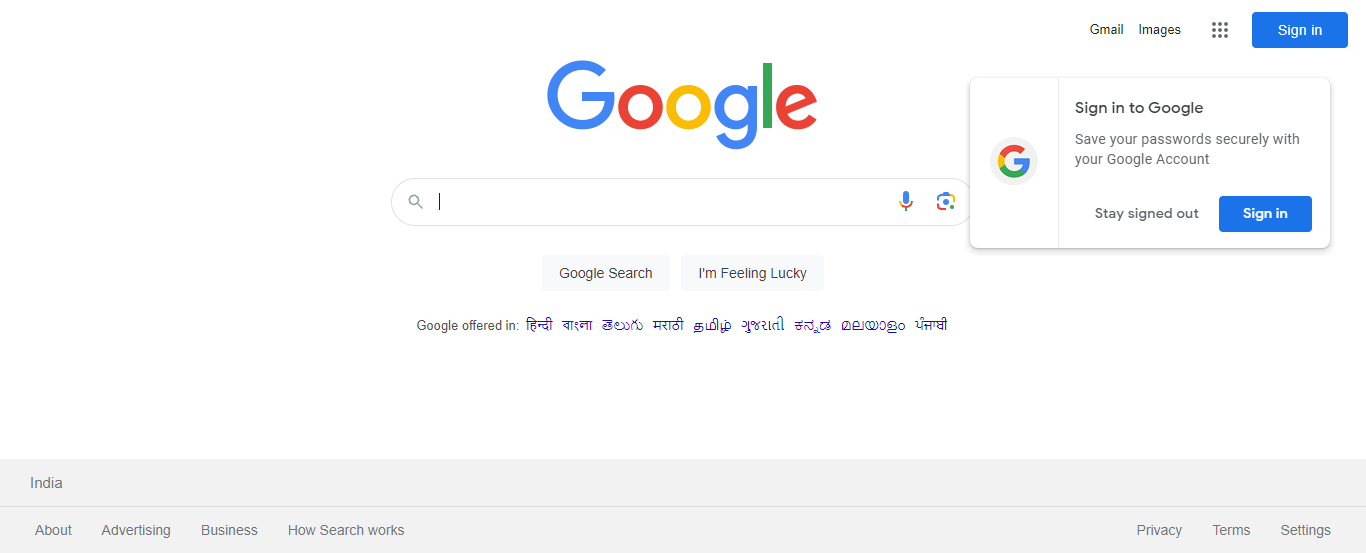 Gmail Images Sign in
Google
Sign in to Google
Save your passwords securely with
your Google Account
Stay signed out Sign in
Google Search I'm Feeling Lucky
Google offered in: हिन्दी বাংলা తెలుగు मराठी தமிழ் ગુજરાતી ಕನ್ನಡ മലയാളം ਪੰਜਾਬੀ
India
About Advertising Business How Search works Privacy Terms Settings